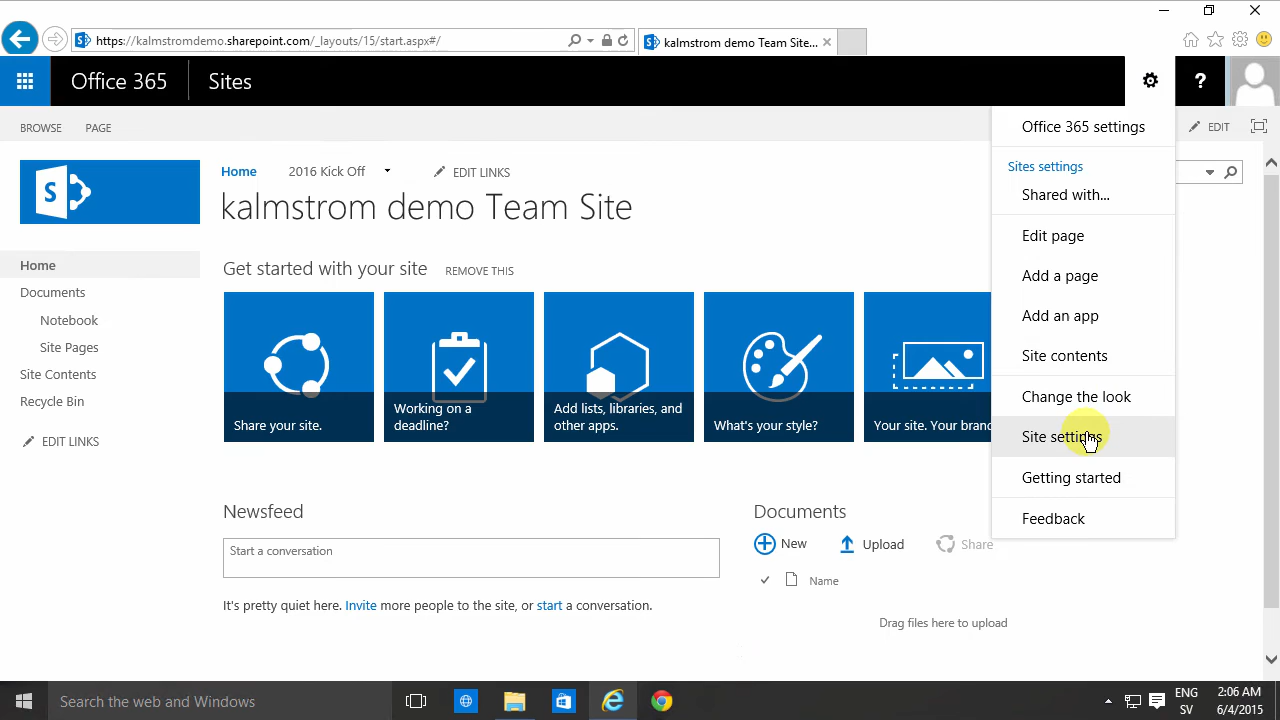 https://kalmstromdemo.sharepoint.com/_layouts/15/start.aspx#/
kalmstrom demo Team Site...
Office 365
Sites
?
BROWSE
PAGE
EDIT
Home
2016 Kick Off
EDIT LINKS
kalmstrom demo Team Site
Home
Documents
Notebook
Site Pages
Site Contents
Recycle Bin
EDIT LINKS
Get started with your site
REMOVE THIS
Share your site.
Working on a
deadline?
Add lists, libraries, and
other apps.
What's your style?
Your site. Your brand
Office 365 settings
Sites settings
Shared with...
Edit page
Add a page
Add an app
Site contents
Change the look
Site settings
Getting started
Feedback
Newsfeed
Start a conversation
It's pretty quiet here. Invite more people to the site, or start a conversation.
Documents
New
Upload
Share
Name
Drag files here to upload
Search the web and Windows
ENG
SV
2:06 AM
6/4/2015